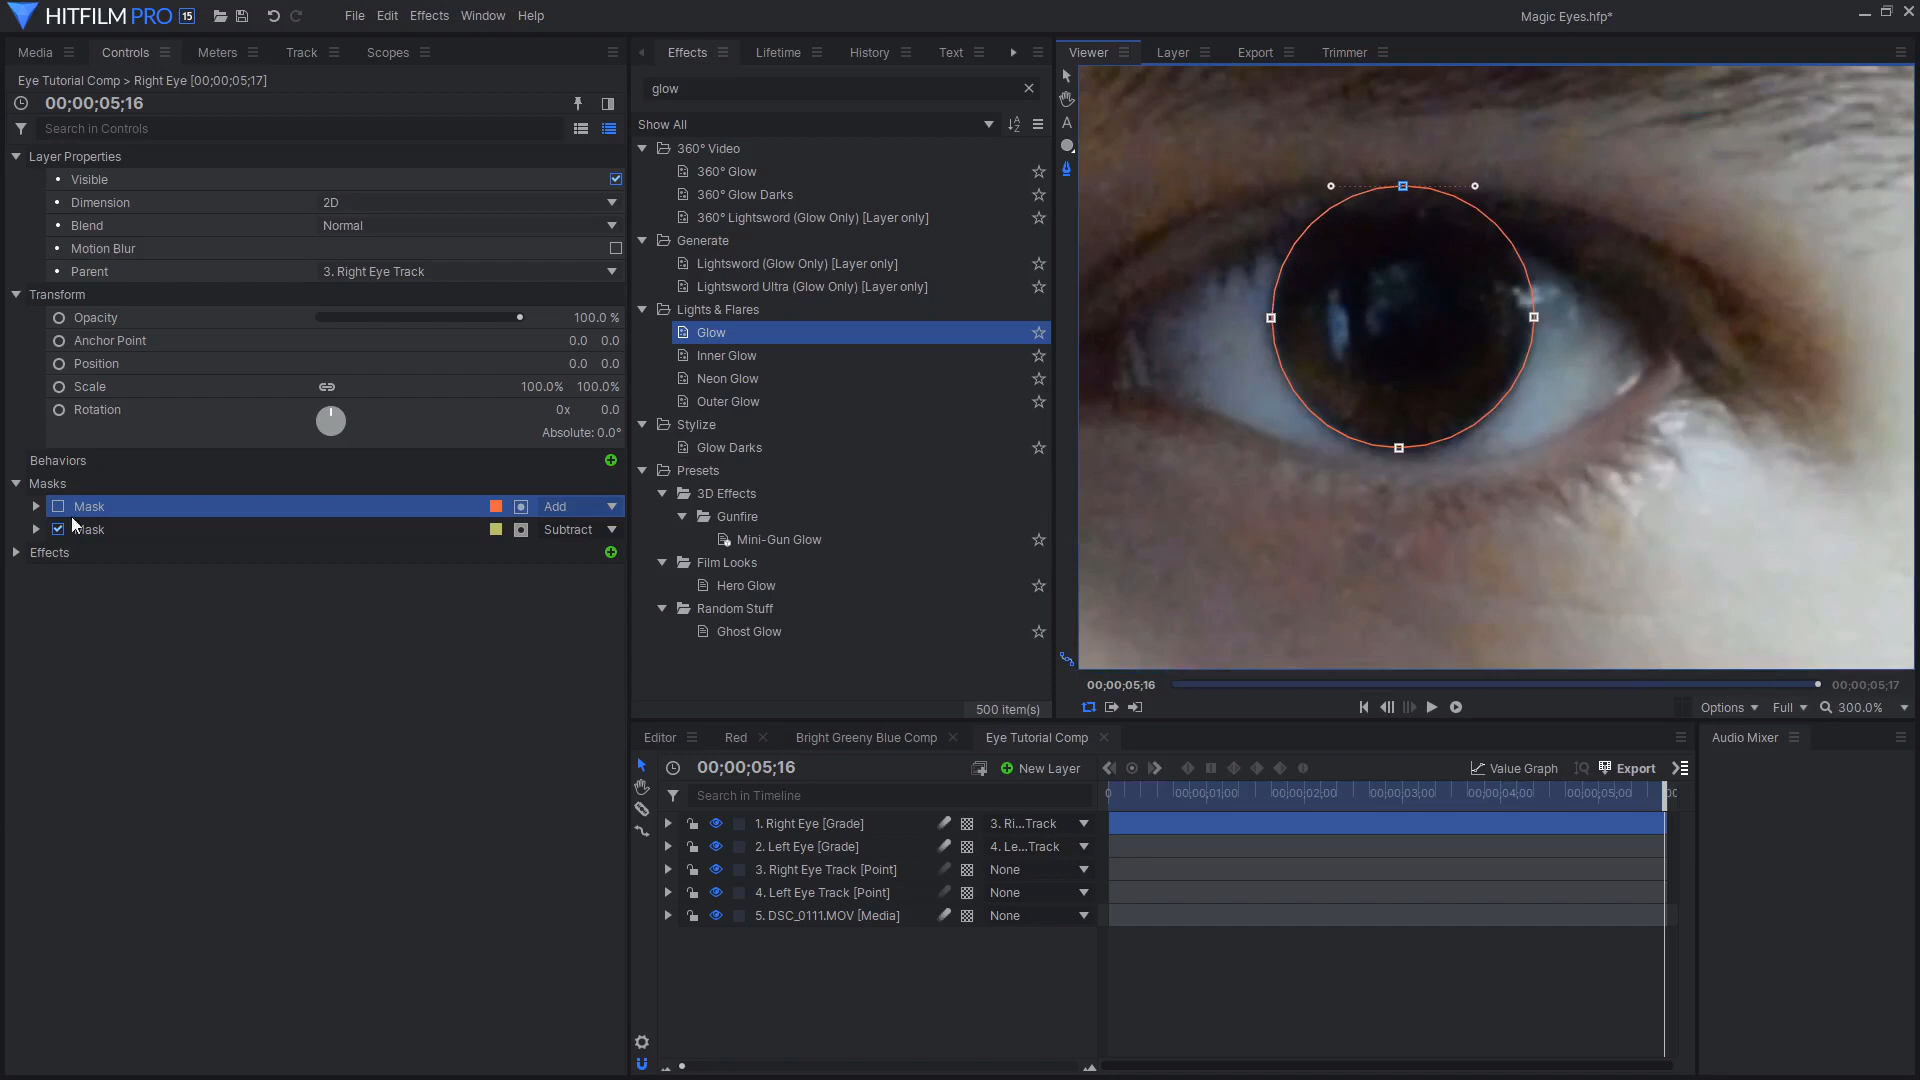 HITFILM PRO 15 File Edit Effects Window Help Magic Eyes.hfp*
Media Controls Meters Track Scopes
Eye Tutorial Comp > Right Eye [00;00;05;17]
00;00;05;16
Search in Controls
Layer Properties
Visible
Dimension 2D
Blend Normal
Motion Blur
Parent 3. Right Eye Track
Transform
Opacity 100.0 %
Anchor Point 0.0 0.0
Position 0.0 0.0
Scale 100.0% 100.0%
Rotation 0x 0.0
Absolute: 0.0°
Behaviors
Masks
Mask Add
Mask Subtract
Effects
Effects Lifetime History Text
glow
Show All
360° Video
360° Glow
360° Glow Darks
360° Lightsword (Glow Only) [Layer only]
Generate
Lightsword (Glow Only) [Layer only]
Lightsword Ultra (Glow Only) [Layer only]
Lights & Flares
Glow
Inner Glow
Neon Glow
Outer Glow
Stylize
Glow Darks
Presets
3D Effects
Gunfire
Mini-Gun Glow
Film Looks
Hero Glow
Random Stuff
Ghost Glow
500 item(s)
Viewer Layer Export Trimmer
A
00;00;05;16 00;00;05;17
Options Full 300.0%
Editor Red Bright Greeny Blue Comp Eye Tutorial Comp
00;00;05;16 New Layer Value Graph Export
Search in Timeline
0 00;00;01;00 00;00;02;00 00;00;03;00 00;00;04;00 00;00;05;00
1. Right Eye [Grade] 3. Ri...Track
2. Left Eye [Grade] 4. Le...Track
3. Right Eye Track [Point] None
4. Left Eye Track [Point] None
5. DSC_0111.MOV [Media] None
Audio Mixer